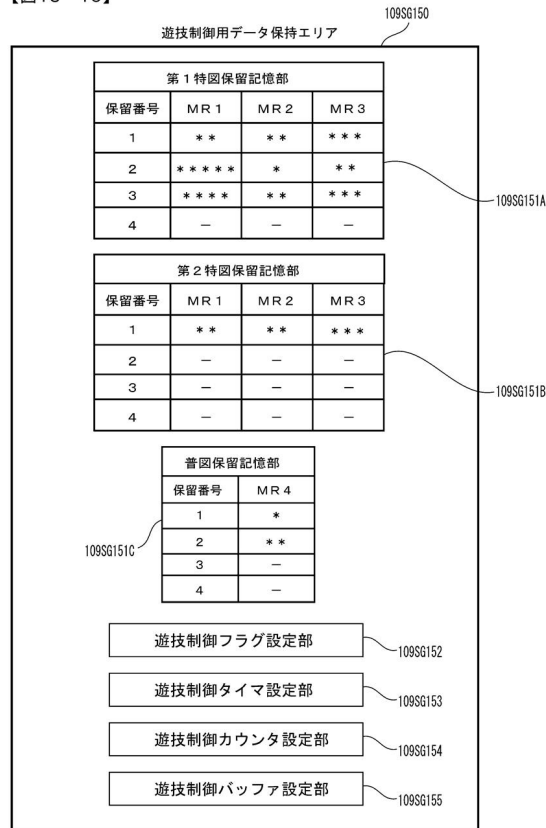 109SG150
遊技制御用データ保持エリア
第1特図保留記憶部
保留番号 MR1 MR2 MR3
1 ** ** ***
2 ***** * **
3 **** ** ***
4 － － －
109SG151A
第2特図保留記憶部
保留番号 MR1 MR2 MR3
1 ** ** ***
2 － － －
3 － － －
4 － － －
109SG151B
普図保留記憶部
保留番号 MR4
1 *
2 **
3 －
4 －
109SG151C
遊技制御フラグ設定部
109SG152
遊技制御タイマ設定部
109SG153
遊技制御カウンタ設定部
109SG154
遊技制御バッファ設定部
109SG155